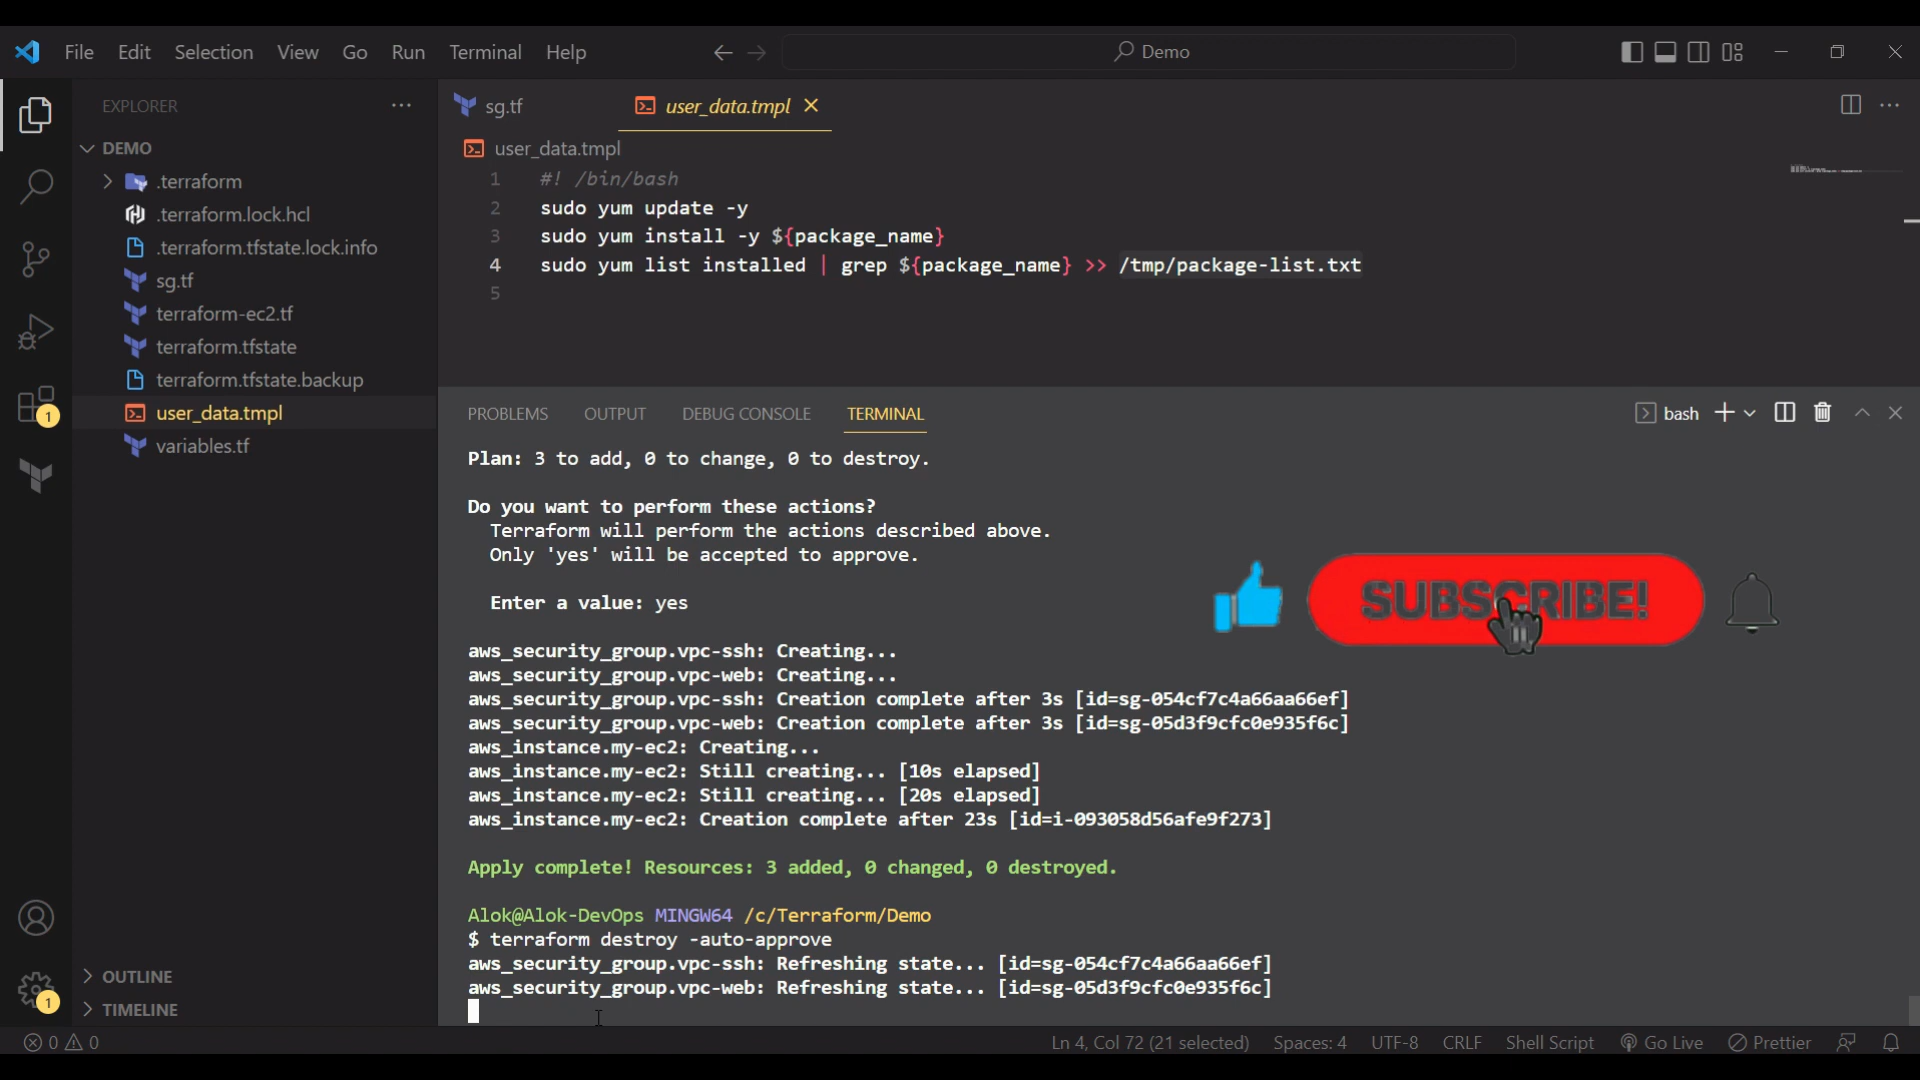 File Edit Selection View Go Run Terminal Help
Demo
EXPLORER
DEMO
.terraform
.terraform.lock.hcl
.terraform.tfstate.lock.info
sg.tf
terraform-ec2.tf
terraform.tfstate
terraform.tfstate.backup
user_data.tmpl
variables.tf
OUTLINE
TIMELINE
1
1
sg.tf user_data.tmpl
user_data.tmpl
1 #! /bin/bash
2 sudo yum update -y
3 sudo yum install -y ${package_name}
4 sudo yum list installed | grep ${package_name} >> /tmp/package-list.txt
5
PROBLEMS OUTPUT DEBUG CONSOLE TERMINAL
bash
Plan: 3 to add, 0 to change, 0 to destroy.
Do you want to perform these actions?
Terraform will perform the actions described above.
Only 'yes' will be accepted to approve.
Enter a value: yes
SUBSCRIBE!
aws_security_group.vpc-ssh: Creating...
aws_security_group.vpc-web: Creating...
aws_security_group.vpc-ssh: Creation complete after 3s [id=sg-054cf7c4a66aa66ef]
aws_security_group.vpc-web: Creation complete after 3s [id=sg-05d3f9cfc0e935f6c]
aws_instance.my-ec2: Creating...
aws_instance.my-ec2: Still creating... [10s elapsed]
aws_instance.my-ec2: Still creating... [20s elapsed]
aws_instance.my-ec2: Creation complete after 23s [id=i-093058d56afe9f273]
Apply complete! Resources: 3 added, 0 changed, 0 destroyed.
Alok@Alok-DevOps MINGW64 /c/Terraform/Demo
$ terraform destroy -auto-approve
aws_security_group.vpc-ssh: Refreshing state... [id=sg-054cf7c4a66aa66ef]
aws_security_group.vpc-web: Refreshing state... [id=sg-05d3f9cfc0e935f6c]
0 0 Ln 4, Col 72 (21 selected) Spaces: 4 UTF-8 CRLF Shell Script Go Live Prettier